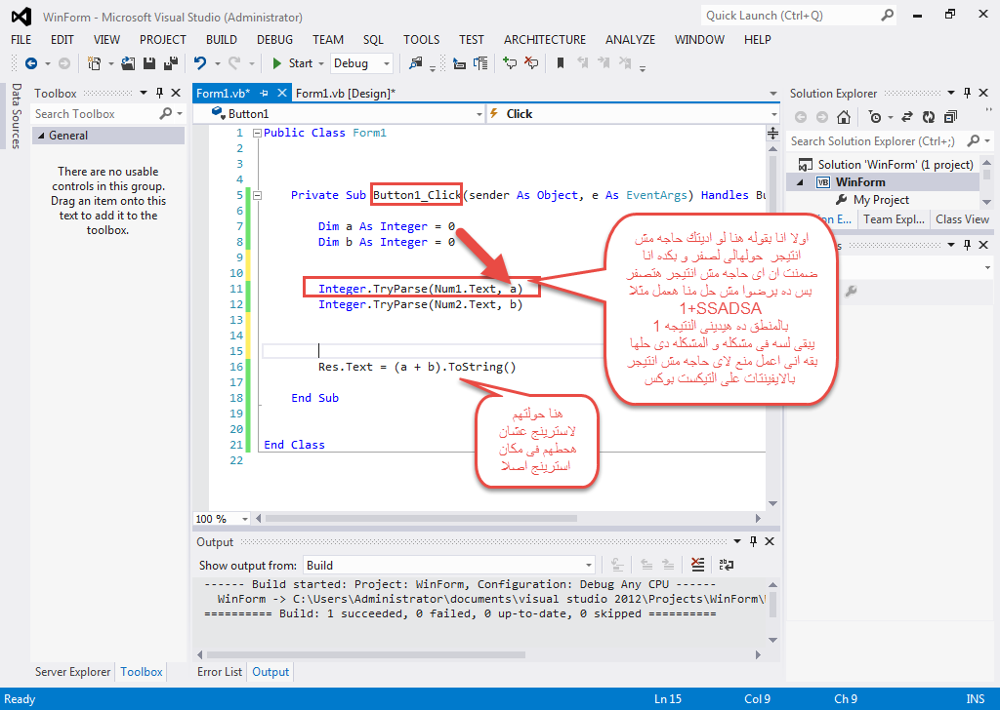 WinForm - Microsoft Visual Studio (Administrator)
Quick Launch (Ctrl+Q)
FILE EDIT VIEW PROJECT BUILD DEBUG TEAM SQL TOOLS TEST ARCHITECTURE ANALYZE WINDOW HELP
Start Debug
Data Sources
Toolbox
Search Toolbox
General
There are no usable
controls in this group.
Drag an item onto this
text to add it to the
toolbox.
Form1.vb* Form1.vb [Design]*
Button1 Click
1 Public Class Form1
2
3
4
5 Private Sub Button1_Click(sender As Object, e As EventArgs) Handles Bu
6
7 Dim a As Integer = 0
8 Dim b As Integer = 0
9
10
11 Integer.TryParse(Num1.Text, a)
12 Integer.TryParse(Num2.Text, b)
13
14
15
16 Res.Text = (a + b).ToString()
17
18 End Sub
19
20
21 End Class
22
اولا انا بقوله هنا لو اديتك حاجه مش
انتيجر حولهالى لصفر و بكده انا
ضمنت ان اى حاجه مش انتيجر هتصفر
بس ده برضوا مش حل منا هعمل مثلا
1+SSADSA
بالمنطق ده هيدينى النتيجه 1
يبقى لسه فى مشكله و المشكله دى حلها
بقه انى اعمل منع لاى حاجه مش انتيجر
بالايفينتات على التيكست بوكس
هنا حولتهم
لاسترينج عشان
هحطهم فى مكان
استرينج اصلا
100 %
Solution Explorer
Search Solution Explorer (Ctrl+;)
Solution 'WinForm' (1 project)
VB WinForm
My Project
on E... Team Expl... Class View
s
Output
Show output from: Build
------ Build started: Project: WinForm, Configuration: Debug Any CPU ------
WinForm -> C:\Users\Administrator\documents\visual studio 2012\Projects\WinForm\
========== Build: 1 succeeded, 0 failed, 0 up-to-date, 0 skipped ==========
Server Explorer Toolbox
Error List Output
Ready Ln 15 Col 9 Ch 9 INS